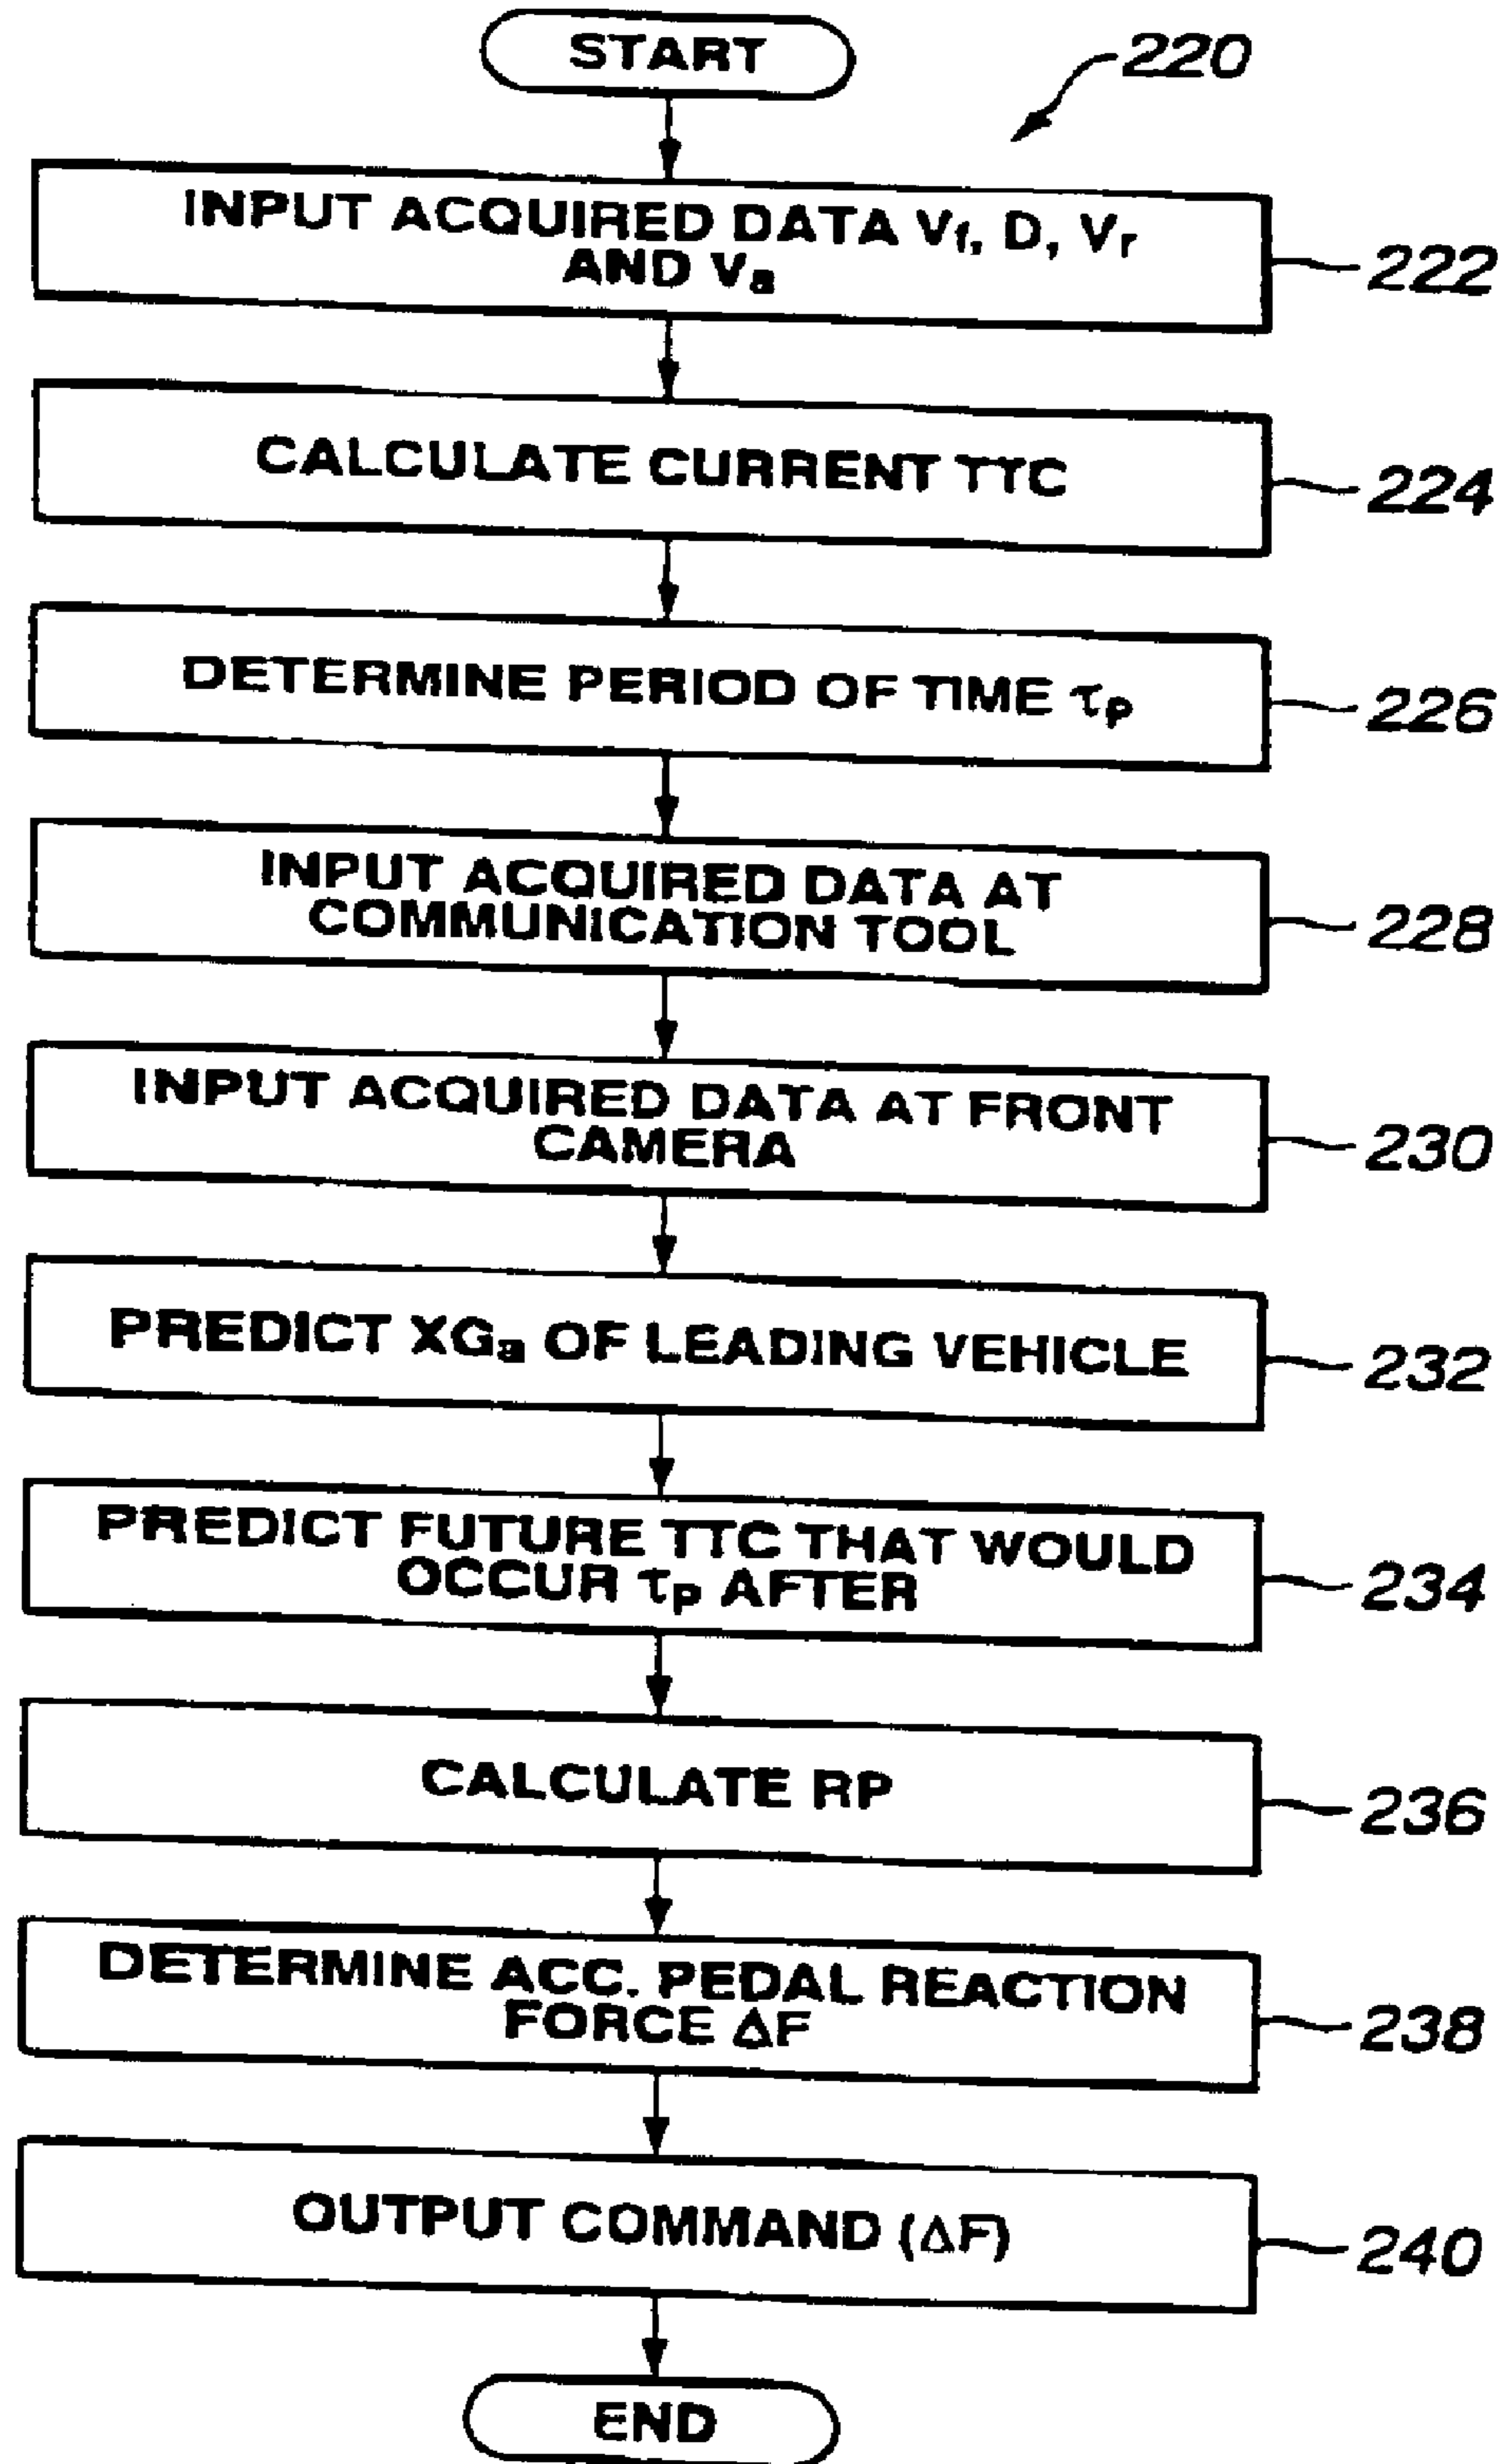 START
220
INPUT ACQUIRED DATA Vf, D, Vr
AND Va
222
CALCULATE CURRENT TTC
224
DETERMINE PERIOD OF TIME τp
226
INPUT ACQUIRED DATA AT
COMMUNICATION TOOL
228
INPUT ACQUIRED DATA AT FRONT
CAMERA
230
PREDICT XGa OF LEADING VEHICLE
232
PREDICT FUTURE TTC THAT WOULD
OCCUR τp AFTER
234
CALCULATE RP
236
DETERMINE ACC. PEDAL REACTION
FORCE ΔF
238
OUTPUT COMMAND (ΔF)
240
END